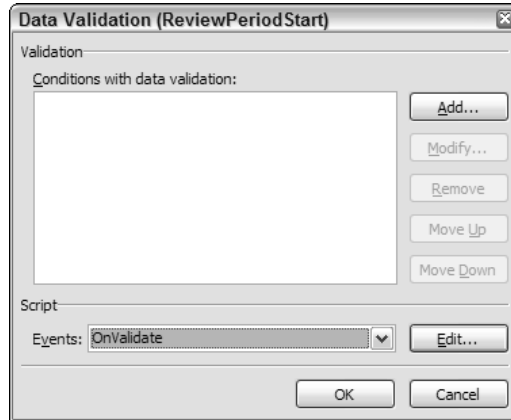 Data Validation (ReviewPeriodStart)
Validation
Conditions with data validation:
Add...
Modify...
Remove
Move Up
Move Down
Script
Events: OnValidate Edit...
OK Cancel